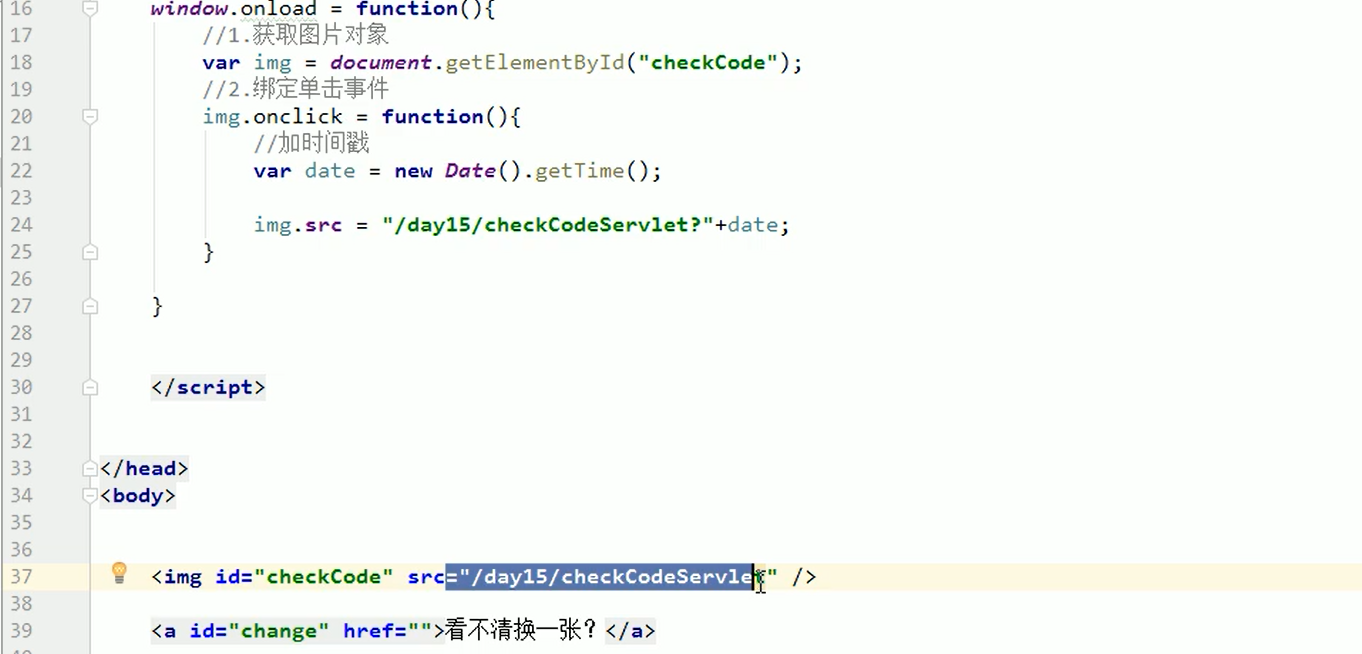 16 window.onload = function(){
17 //1.获取图片对象
18 var img = document.getElementById("checkCode");
19 //2.绑定单击事件
20 img.onclick = function(){
21 //加时间戳
22 var date = new Date().getTime();
23
24 img.src = "/day15/checkCodeServlet?"+date;
25 }
26
27 }
28
29
30 </script>
31
32
33 </head>
34 <body>
35
36
37 <img id="checkCode" src="/day15/checkCodeServlet" />
38
39 <a id="change" href="">看不清换一张？</a>